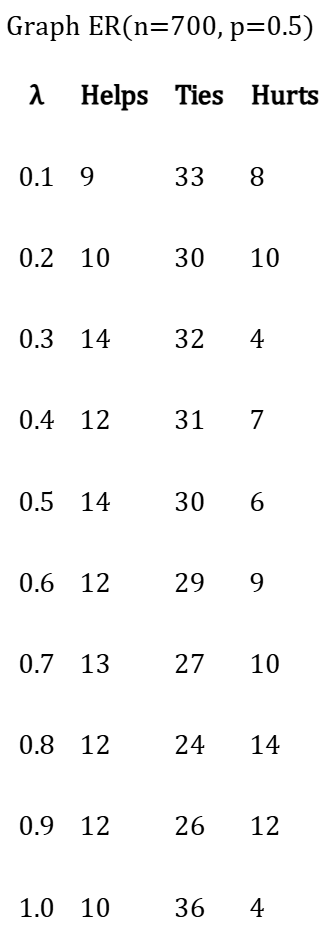 Graph ER(n=700, p=0.5)
λ Helps Ties Hurts
0.1 9 33 8
0.2 10 30 10
0.3 14 32 4
0.4 12 31 7
0.5 14 30 6
0.6 12 29 9
0.7 13 27 10
0.8 12 24 14
0.9 12 26 12
1.0 10 36 4